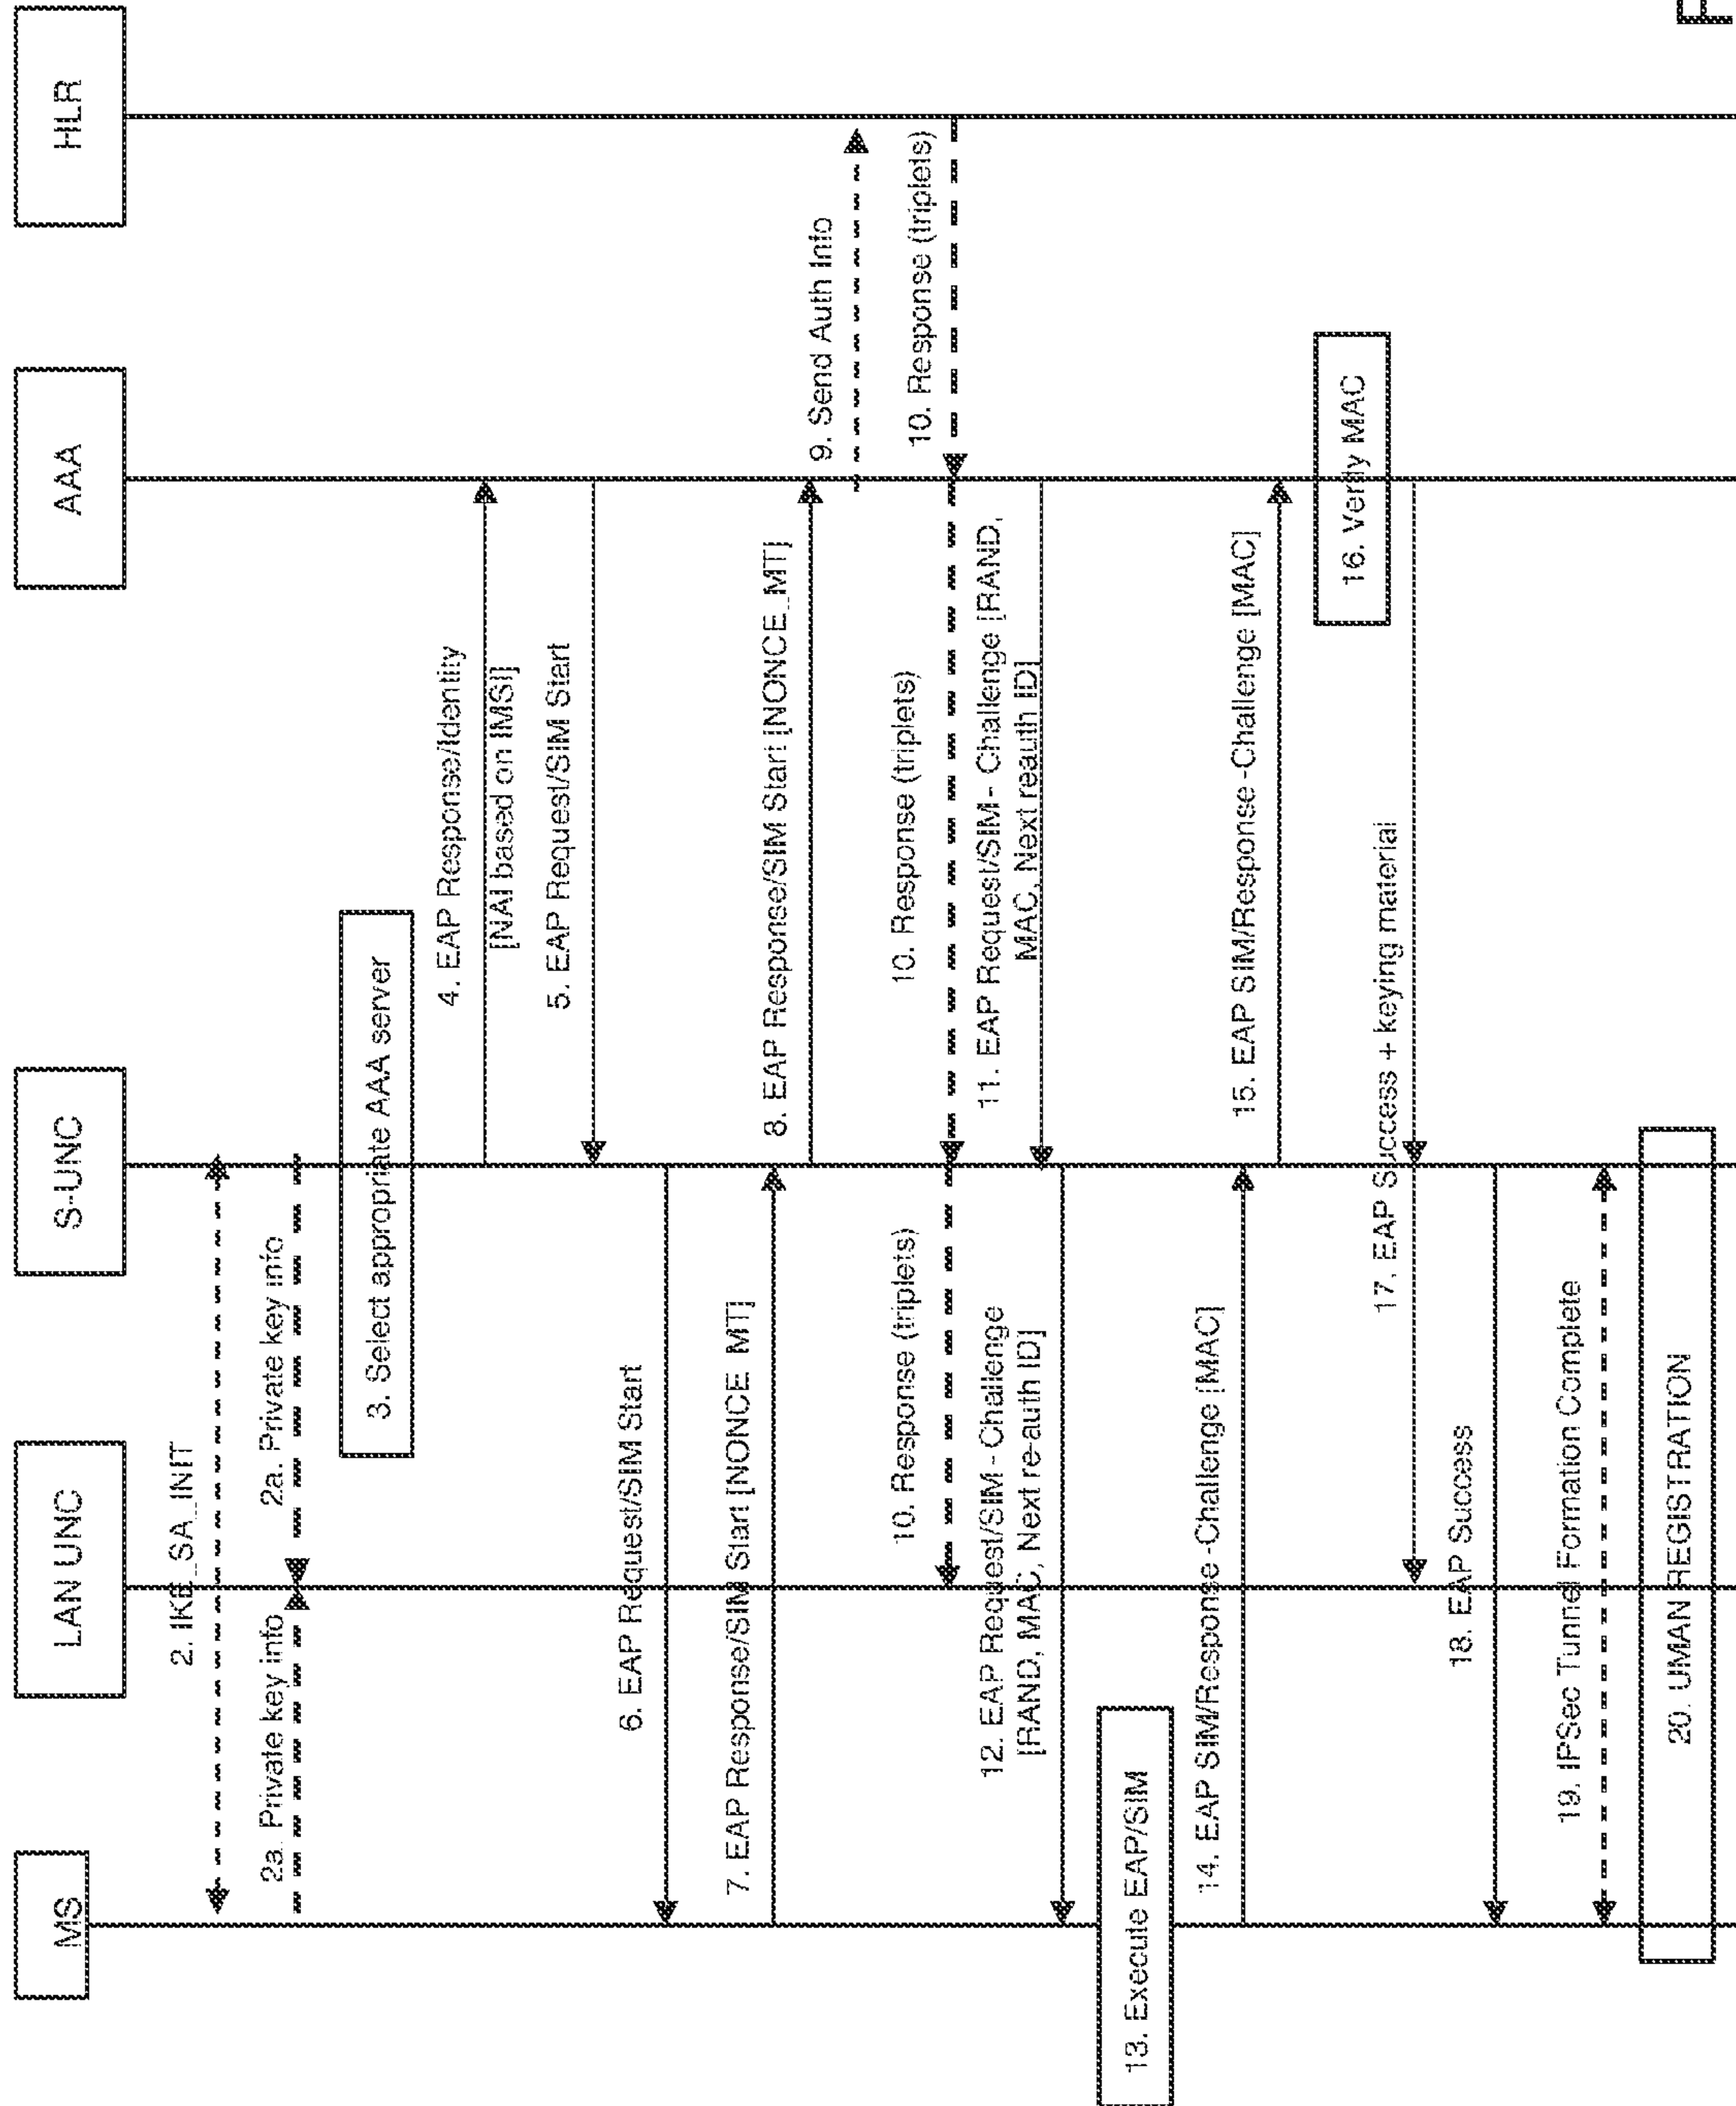 MS
LAN UNC
S-UNC
AAA
HLR
2. IKE_SA_INIT
2a. Private key info
2a. Private key info
3. Select appropriate AAA server
4. EAP Response/Identity
[NAI based on IMSI]
5. EAP Request/SIM Start
6. EAP Request/SIM Start
7. EAP Response/SIM Start [NONCE_MT]
8. EAP Response/SIM Start [NONCE_MT]
9. Send Auth Info
10. Response (triplets)
10. Response (triplets)
10. Response (triplets)
11. EAP Request/SIM - Challenge [RAND,
MAC, Next reauth ID]
12. EAP Request/SIM - Challenge
[RAND, MAC, Next re-auth ID]
13. Execute EAP/SIM
14. EAP SIM/Response -Challenge [MAC]
15. EAP SIM/Response -Challenge [MAC]
16. Verify MAC
17. EAP Success + keying material
18. EAP Success
19. IPSec Tunnel Formation Complete
20. UMAN REGISTRATION